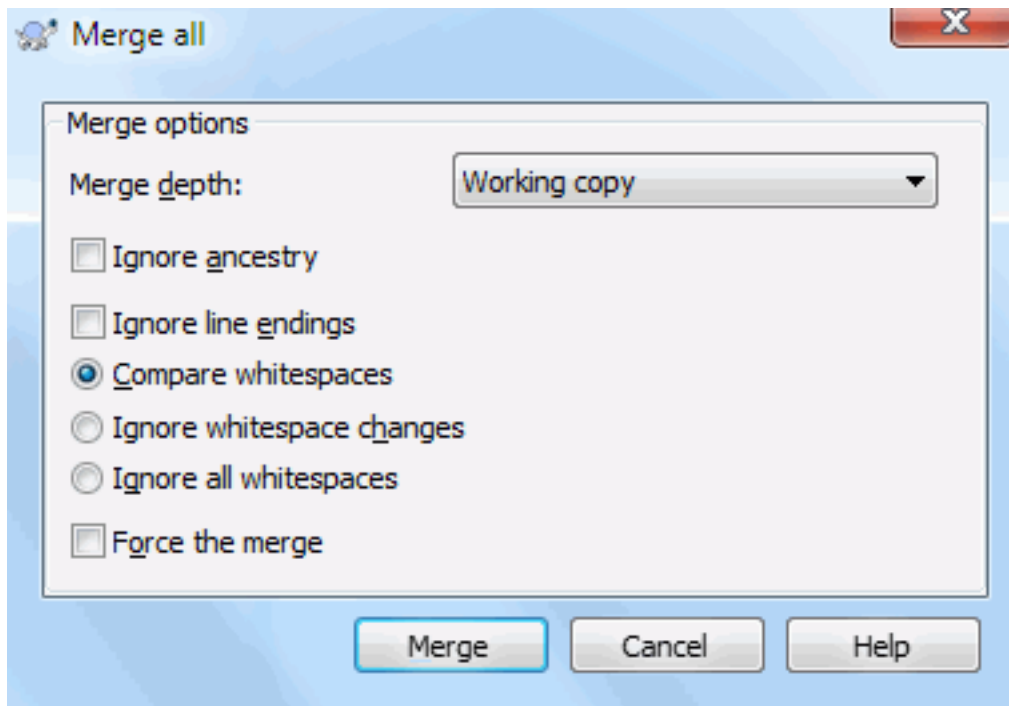 Merge all
Merge options
Merge depth: Working copy
Ignore ancestry
Ignore line endings
Compare whitespaces
Ignore whitespace changes
Ignore all whitespaces
Force the merge
Merge Cancel Help